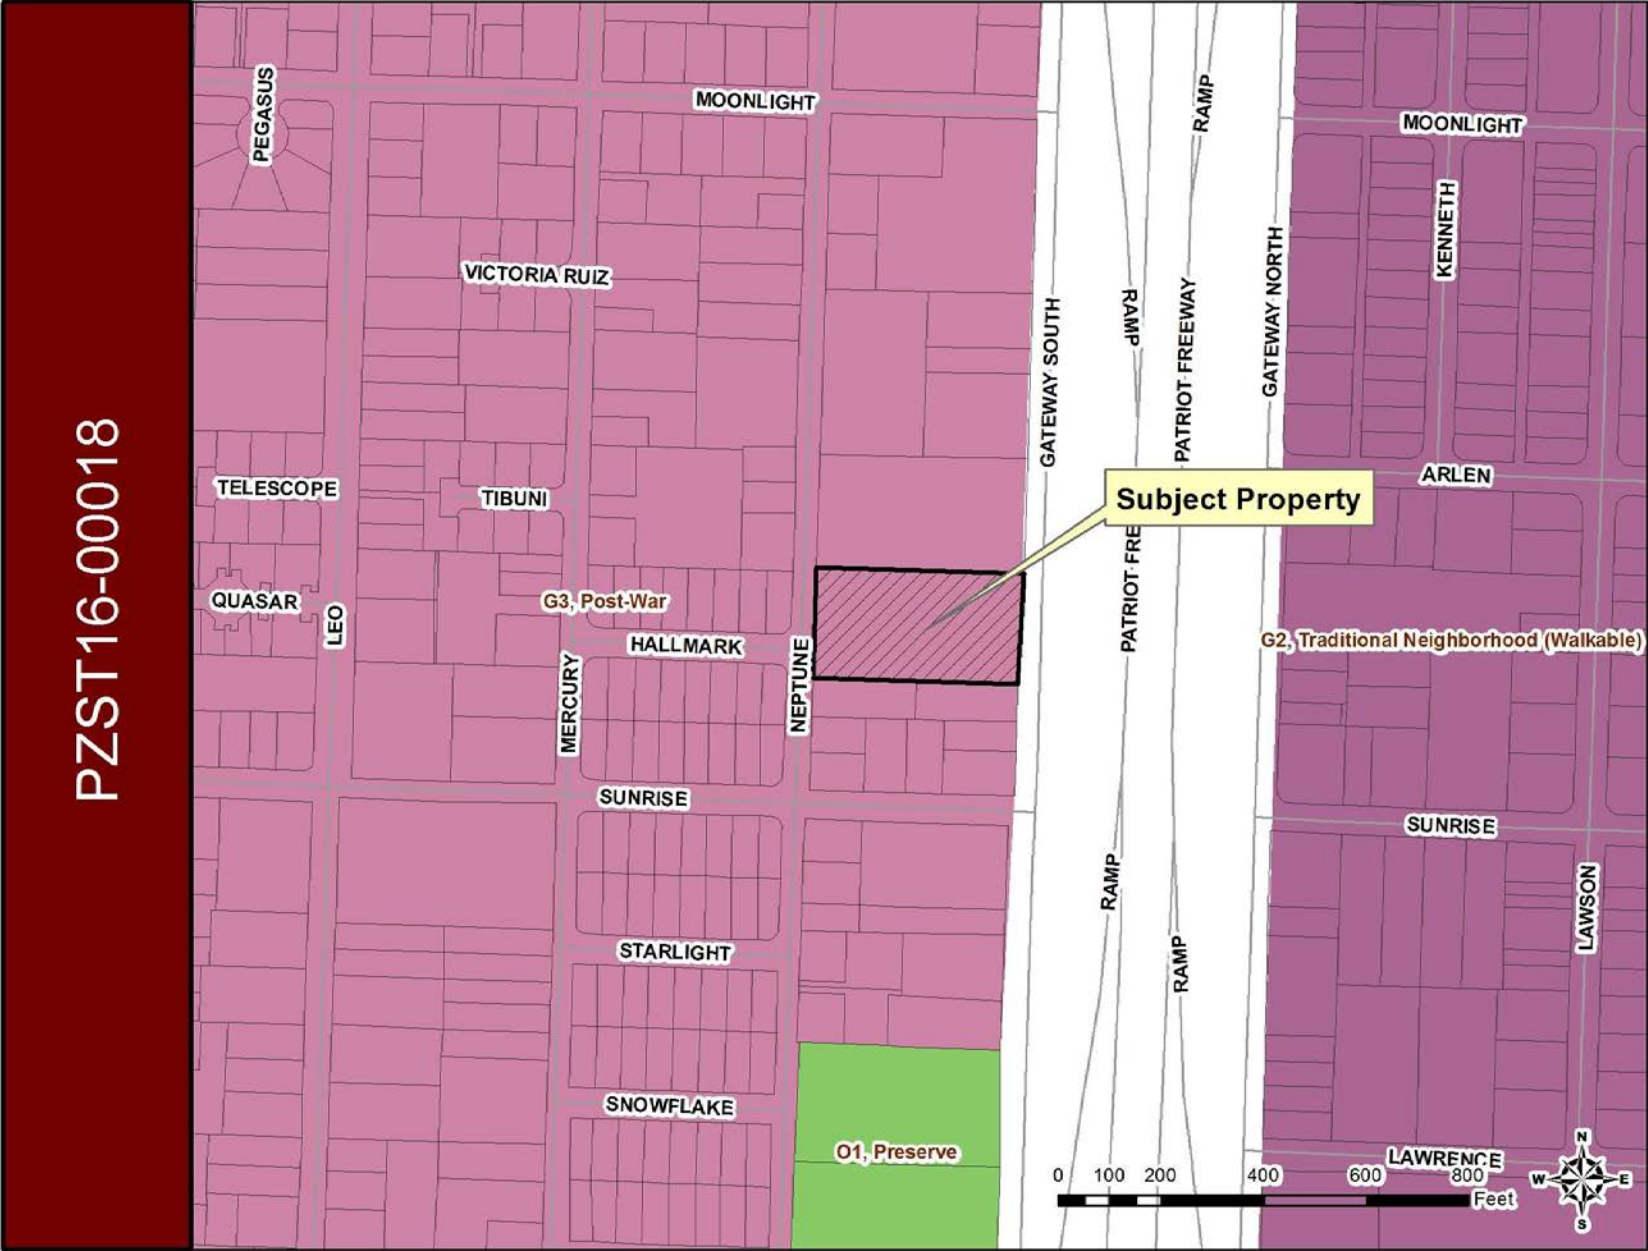 PZST16-00018
PEGASUS
MOONLIGHT
RAMP
MOONLIGHT
KENNETH
VICTORIA RUIZ
GATEWAY SOUTH
RAMP
PATRIOT FREEWAY
GATEWAY NORTH
TELESCOPE
TIBUNI
ARLEN
Subject Property
PATRIOT FRE
QUASAR
LEO
G3, Post-War
HALLMARK
MERCURY
NEPTUNE
G2, Traditional Neighborhood (Walkable)
SUNRISE
SUNRISE
RAMP
LAWSON
STARLIGHT
RAMP
SNOWFLAKE
O1, Preserve
LAWRENCE
0 100 200 400 600 800
Feet
N
W E
S